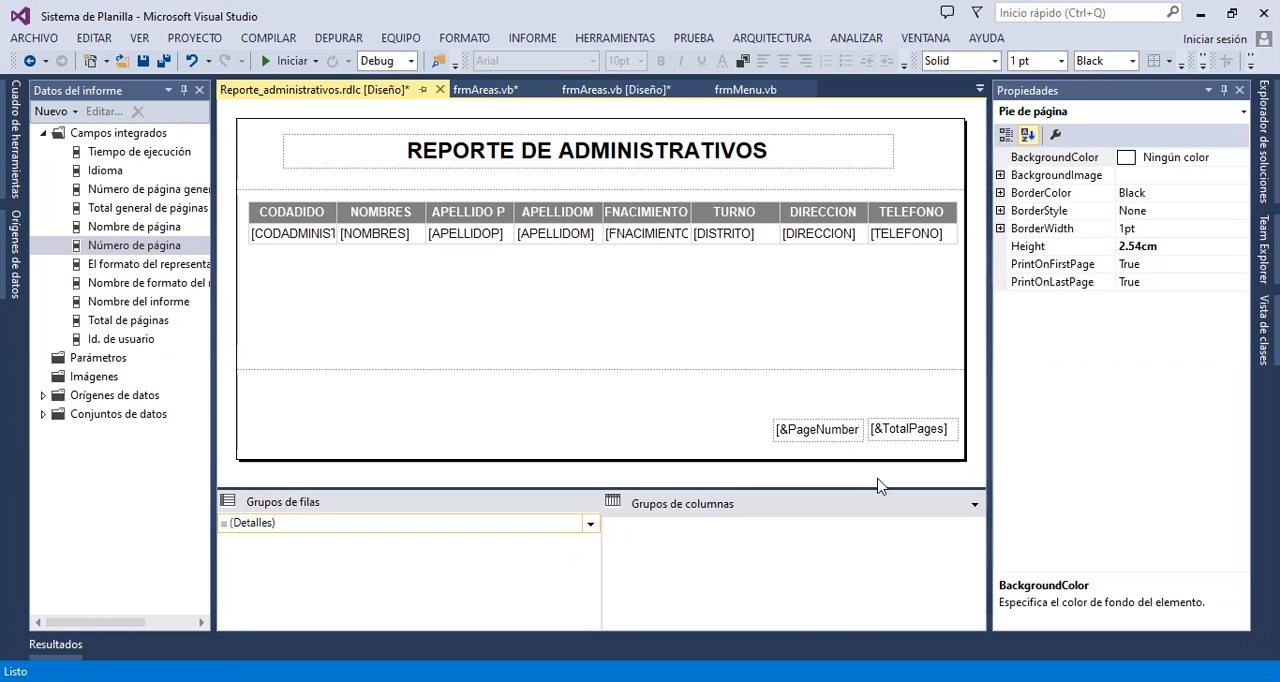 Sistema de Planilla - Microsoft Visual Studio
Inicio rápido (Ctrl+Q)
ARCHIVO EDITAR VER PROYECTO COMPILAR DEPURAR EQUIPO FORMATO INFORME HERRAMIENTAS PRUEBA ARQUITECTURA ANALIZAR VENTANA AYUDA
Iniciar sesión
Iniciar Debug Arial 10pt Solid 1 pt Black
Cuadro de herramientas
Orígenes de datos
Datos del informe
Nuevo Editar...
Campos integrados
Tiempo de ejecución
Idioma
Número de página gene
Total general de páginas
Nombre de página
Número de página
El formato del representa
Nombre de formato del
Nombre del informe
Total de páginas
Id. de usuario
Parámetros
Imágenes
Orígenes de datos
Conjuntos de datos
Reporte_administrativos.rdlc [Diseño]* frmAreas.vb* frmAreas.vb [Diseño]* frmMenu.vb
REPORTE DE ADMINISTRATIVOS
CODADIDO NOMBRES APELLIDO P APELLIDOM FNACIMIENTO TURNO DIRECCION TELEFONO
[CODADMINIST [NOMBRES] [APELLIDOP] [APELLIDOM] [FNACIMIENTO [DISTRITO] [DIRECCION] [TELEFONO]
[&PageNumber [&TotalPages]
Grupos de filas
Grupos de columnas
(Detalles)
Propiedades
Pie de página
BackgroundColor Ningún color
BackgroundImage
BorderColor Black
BorderStyle None
BorderWidth 1pt
Height 2.54cm
PrintOnFirstPage True
PrintOnLastPage True
BackgroundColor
Especifica el color de fondo del elemento.
Explorador de soluciones
Team Explorer
Vista de clases
Resultados
Listo